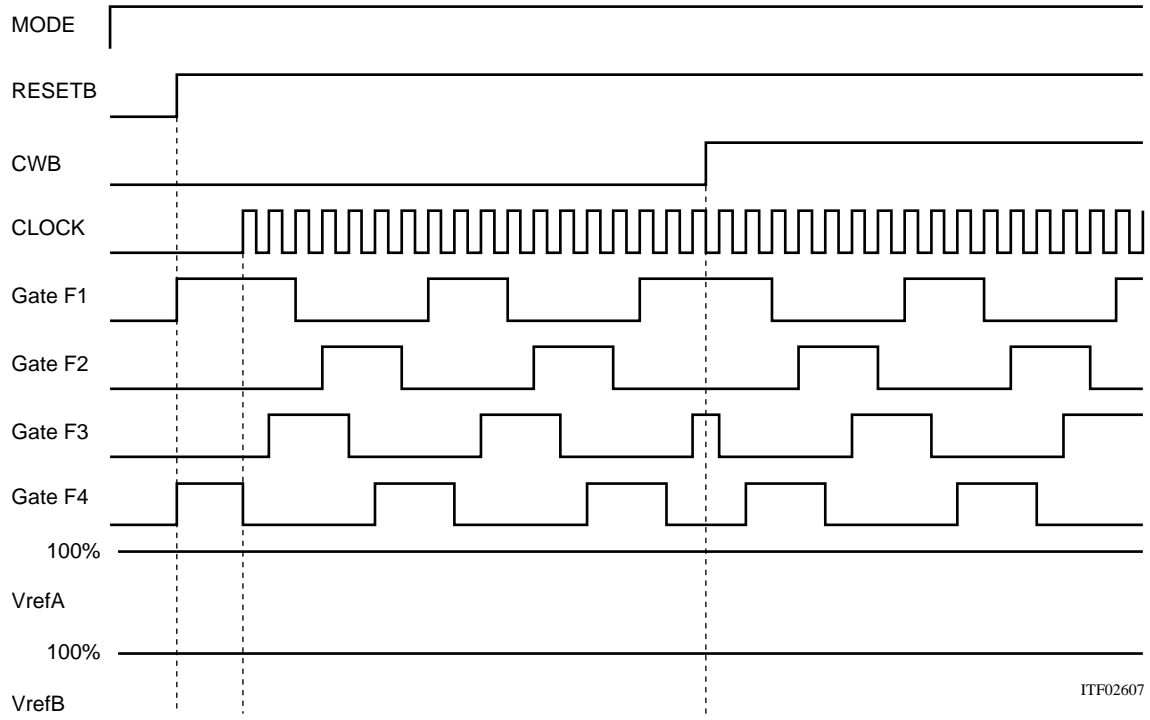 MODE
RESETB
CWB
CLOCK
Gate F1
Gate F2
Gate F3
Gate F4
100%
VrefA
100%
VrefB
ITF02607